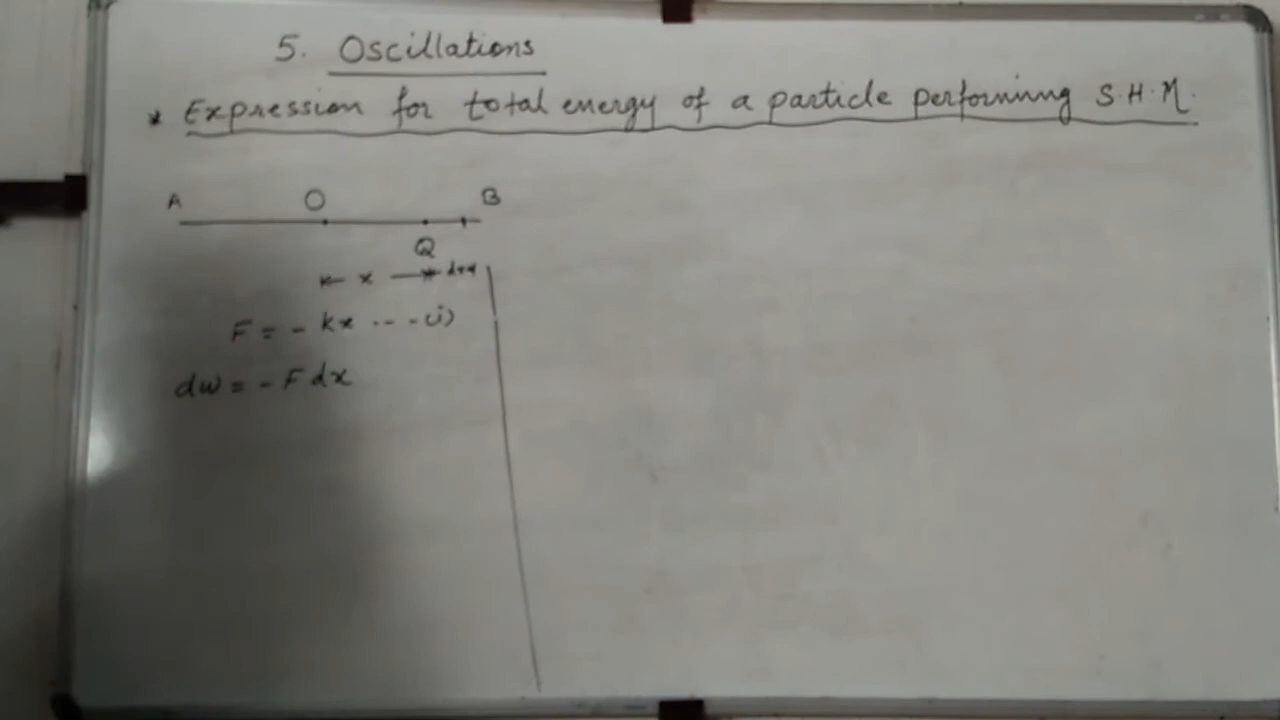 5. Oscillations
* Expression for total energy of a particle performing S.H.M.
A O B
Q
x dx
F = - kx ... - (i)
dw = - F dx